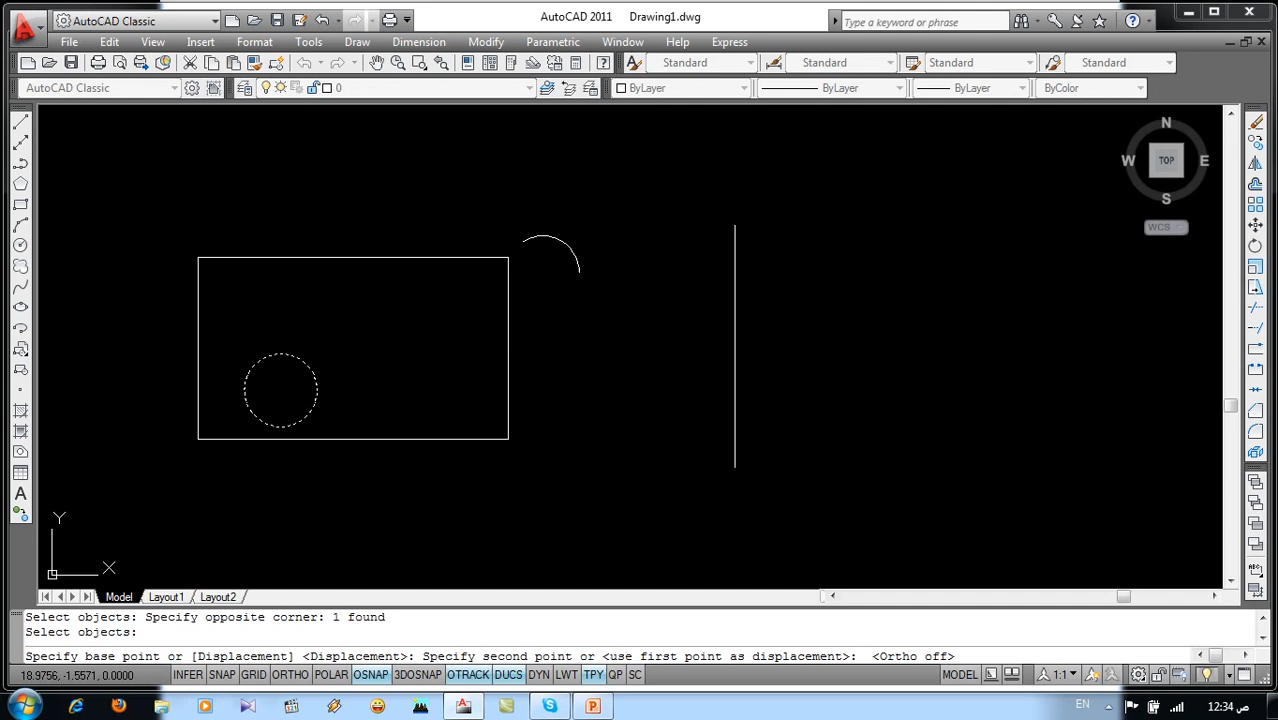 AutoCAD Classic
AutoCAD 2011 Drawing1.dwg
Type a keyword or phrase
File Edit View Insert Format Tools Draw Dimension Modify Parametric Window Help Express
Standard Standard Standard Standard
AutoCAD Classic 0 ByLayer ByLayer ByLayer ByColor
N
W TOP E
S
WCS
Y
X
Model Layout1 Layout2
Select objects: Specify opposite corner: 1 found
Select objects:
Specify base point or [Displacement] <Displacement>: Specify second point or <use first point as displacement>: <Ortho off>
18.9756, -1.5571, 0.0000 INFER SNAP GRID ORTHO POLAR OSNAP 3DOSNAP OTRACK DUCS DYN LWT TPY QP SC MODEL 1:1
EN 12:34 ص